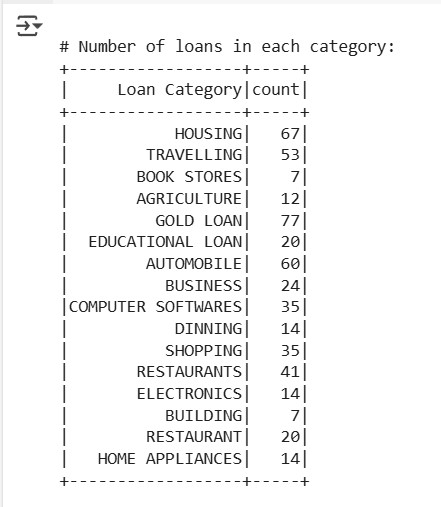 # Number of loans in each category:
+------------------+-----+
|     Loan Category|count|
+------------------+-----+
|           HOUSING|   67|
|        TRAVELLING|   53|
|       BOOK STORES|    7|
|       AGRICULTURE|   12|
|         GOLD LOAN|   77|
|  EDUCATIONAL LOAN|   20|
|        AUTOMOBILE|   60|
|          BUSINESS|   24|
|COMPUTER SOFTWARES|   35|
|           DINNING|   14|
|          SHOPPING|   35|
|       RESTAURANTS|   41|
|       ELECTRONICS|   14|
|          BUILDING|    7|
|        RESTAURANT|   20|
|   HOME APPLIANCES|   14|
+------------------+-----+